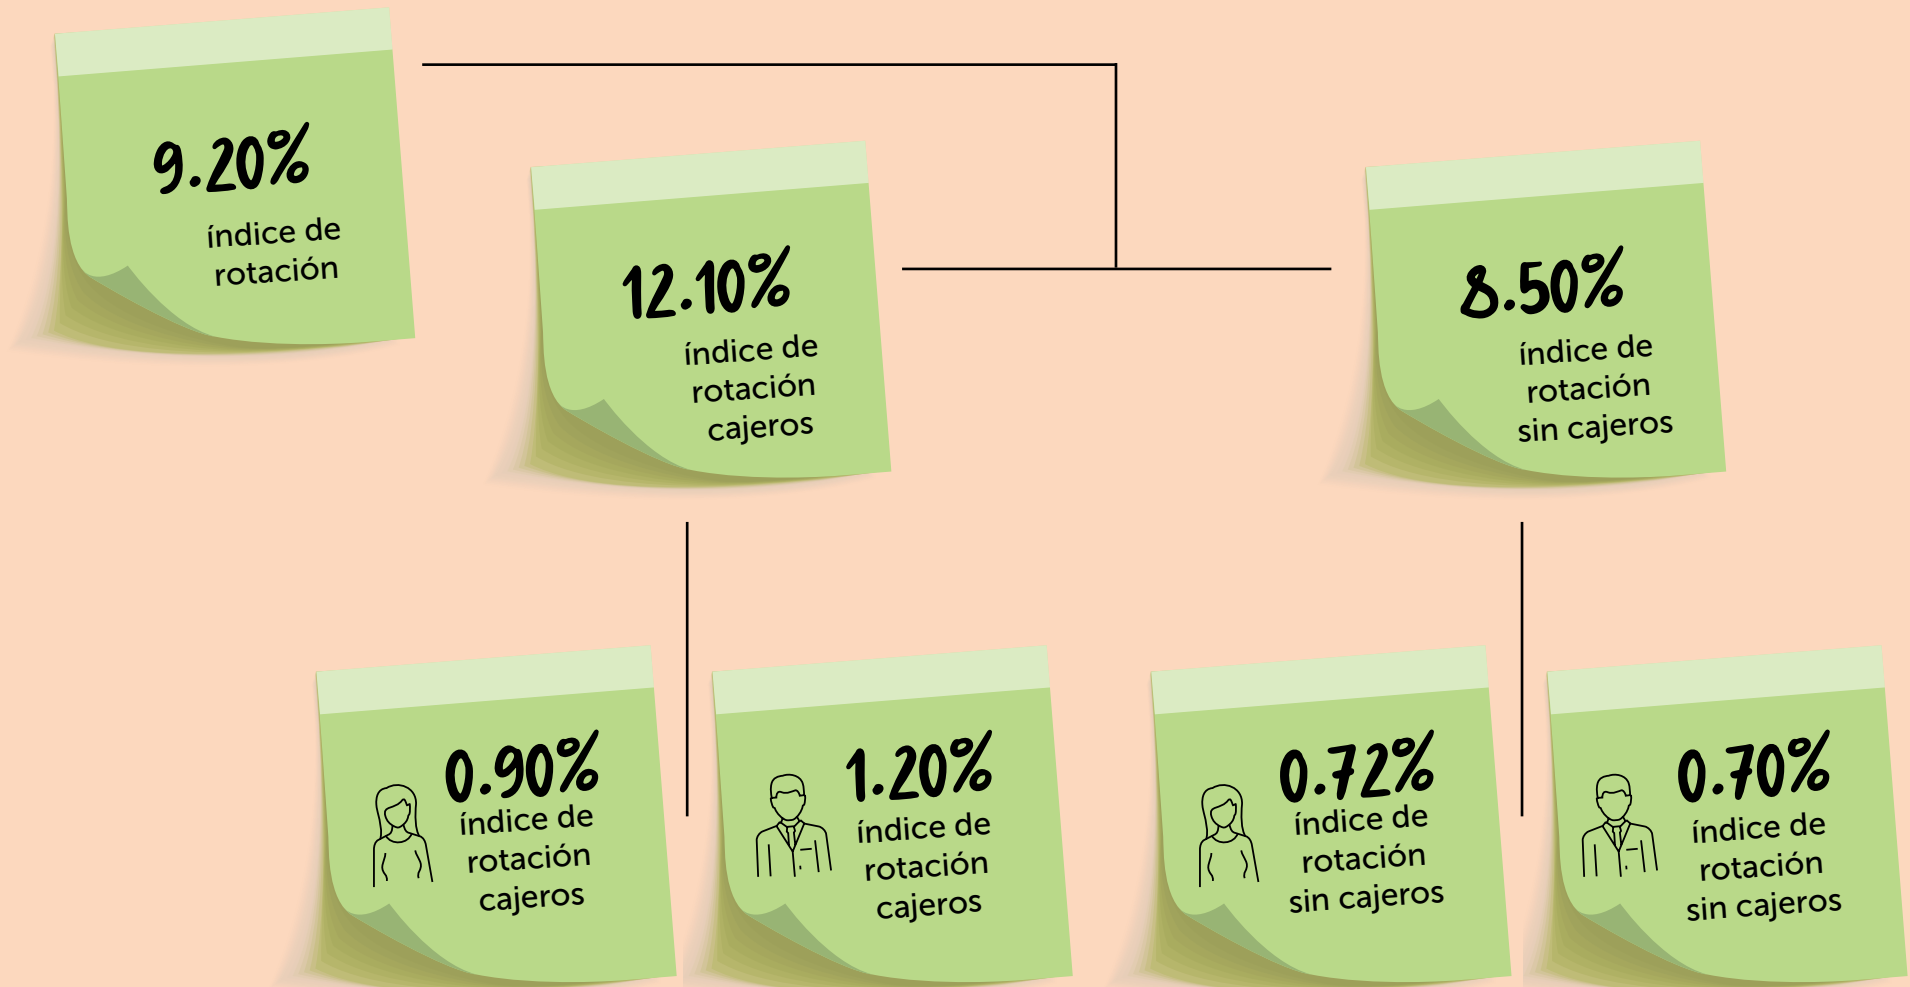 9.20%
índice de
rotación
12.10%
índice de
rotación
cajeros
8.50%
índice de
rotación
sin cajeros
0.90%
índice de
rotación
cajeros
1.20%
índice de
rotación
cajeros
0.72%
índice de
rotación
sin cajeros
0.70%
índice de
rotación
sin cajeros